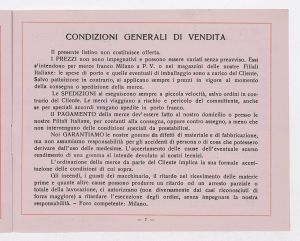 CONDIZIONI GENERALI DI VENDITA
Il presente listino non costituisce offerta.
I PREZZI sono impegnativi e possono essere variati senza preavviso. Essi
s'intendono per merce franco Milano a P. V. o nei magazzini delle nostre Filiali
Italiane: le spese di porto e quelle eventuali di imballaggio sono a carico del Cliente.
Salvo pattuizione in contrario, si applicano sempre i prezzi in vigore al momento
della consegna o spedizione della merce.
Le SPEDIZIONI si eseguiscono sempre a piccola velocità, salvo ordini in con-
trario del Cliente. Le merci viaggiano a rischio e pericolo del committente, anche
se per speciali accordi vengano spedite in porto franco.
Il PAGAMENTO della merce dev'essere fatto al nostro domicilio o presso le
nostre Filiali Italiane, per contanti alla consegna, oppure contro assegno, a meno che
non intervengano delle condizioni speciali da prestabilirsi.
Noi GARANTIAMO le nostre gomme da difetti di materiale e di fabbricazione,
ma non assumiamo responsabilità per gli accidenti di persona o di cosa che potessero
derivare dall'uso delle medesime. L'accertamento delle cause dell'eventuale scarso
rendimento di una gomma si intende devoluto ai nostri tecnici.
L'ordinazione della merce da parte del Cliente implica la sua formale accet-
tazione delle condizioni di cui sopra.
Gli incendi, i guasti del macchinario, il ritardo nel ricevimento delle materie
prime e quante altre cause possono produrre un ritardo od un arresto parziale o
totale della lavorazione, ci autorizzano (non diversamente dai casi riconosciuti di
forza maggiore) a ritardare l'esecuzione degli ordini, senza impegnare la nostra
responsabilità. - Foro competente: Milano.
— 7 —